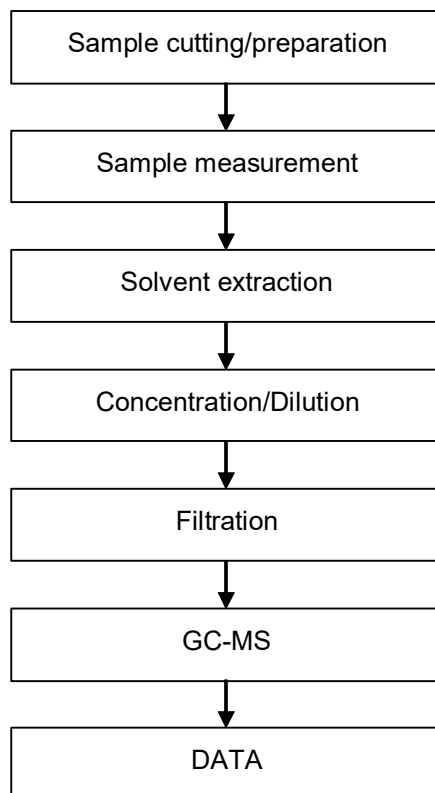 Sample cutting/preparation
Sample measurement
Solvent extraction
Concentration/Dilution
Filtration
GC-MS
DATA